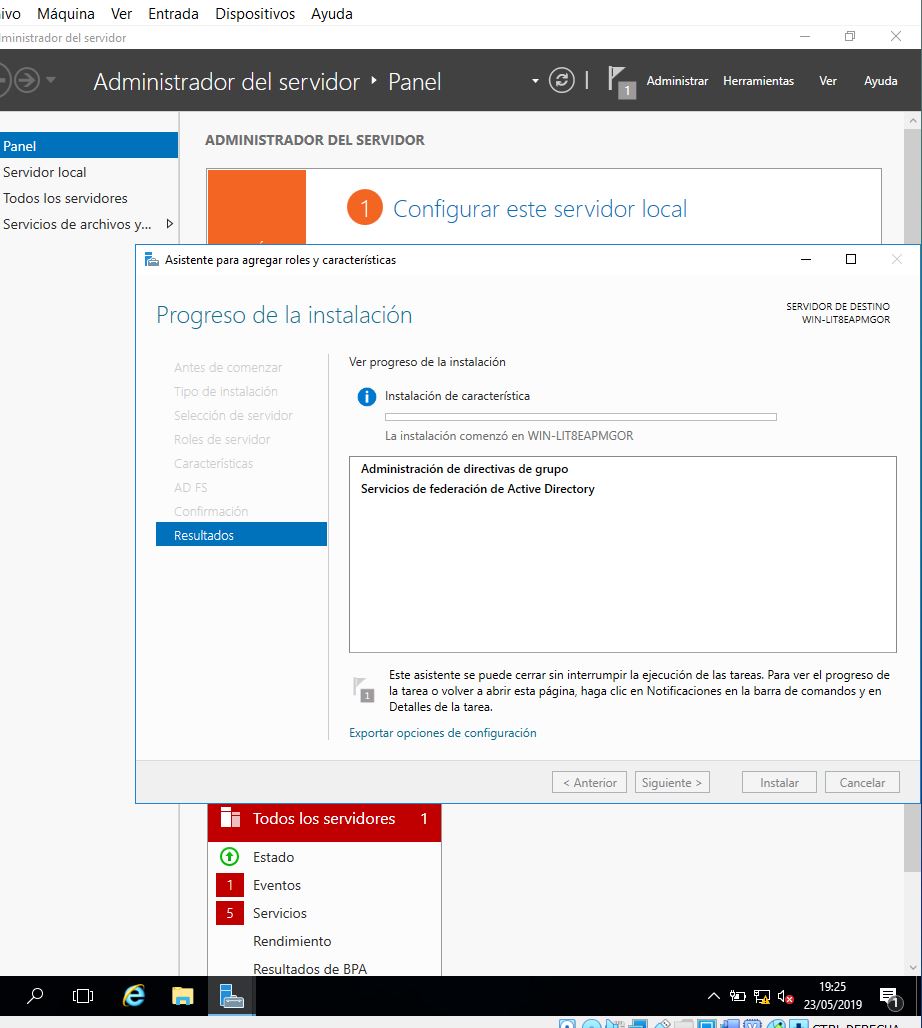 Máquina Ver Entrada Dispositivos Ayuda
Administrador del servidor ‣ Panel
1
Administrar Herramientas Ver Ayuda
Panel
Servidor local
Todos los servidores
Servicios de archivos y...
ADMINISTRADOR DEL SERVIDOR
1 Configurar este servidor local
Asistente para agregar roles y características
Progreso de la instalación
SERVIDOR DE DESTINO
WIN-LIT8EAPMGOR
Antes de comenzar
Tipo de instalación
Selección de servidor
Roles de servidor
Características
AD FS
Confirmación
Resultados
Ver progreso de la instalación
Instalación de característica
La instalación comenzó en WIN-LIT8EAPMGOR
Administración de directivas de grupo
Servicios de federación de Active Directory
1
Este asistente se puede cerrar sin interrumpir la ejecución de las tareas. Para ver el progreso de
la tarea o volver a abrir esta página, haga clic en Notificaciones en la barra de comandos y en
Detalles de la tarea.
Exportar opciones de configuración
< Anterior Siguiente > Instalar Cancelar
Todos los servidores 1
Estado
1 Eventos
5 Servicios
Rendimiento
Resultados de BPA
19:25
23/05/2019
1